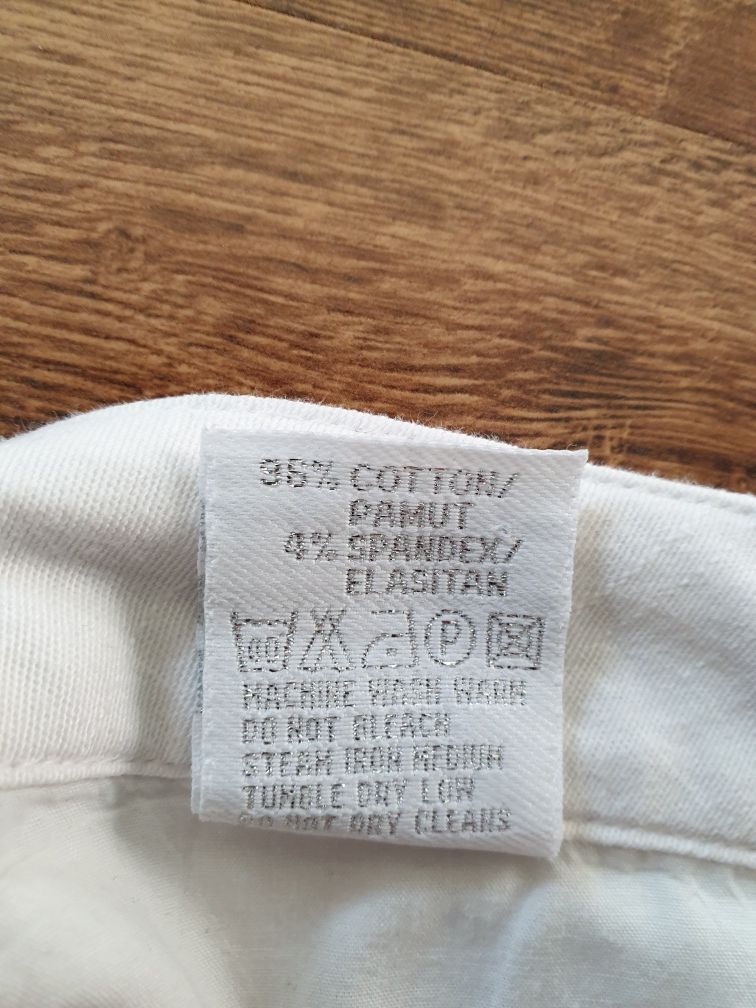 96% COTTON/
PAMUT
4% SPANDEX/
ELASITAN
P
MACHINE WASH WARM
DO NOT BLEACH
STEAM IRON MEDIUM
TUMBLE DRY LOW
DO NOT DRY CLEANS